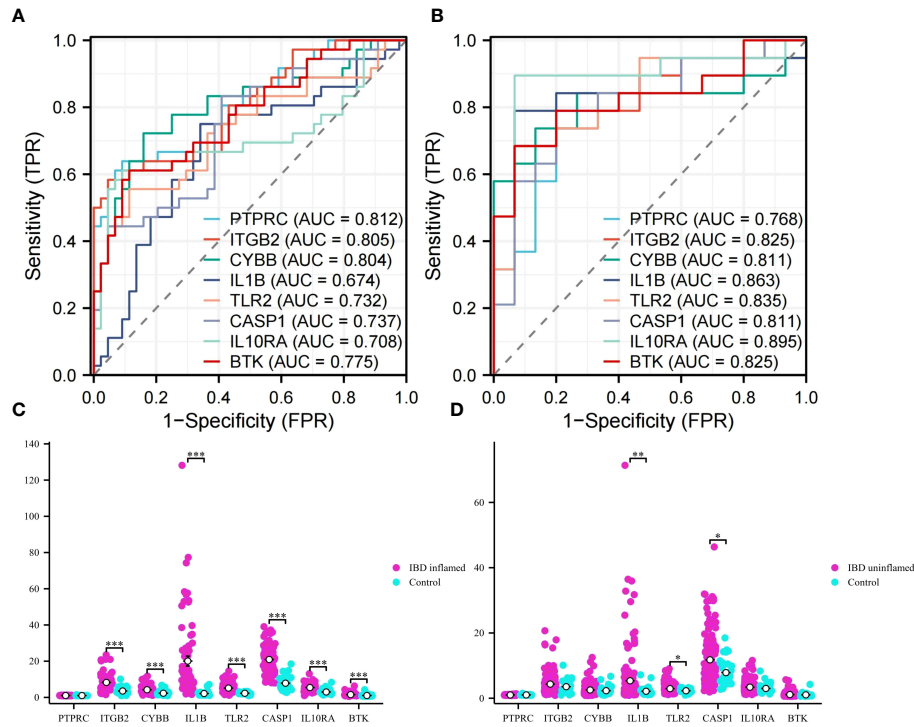 A
1.0
0.8
0.6
0.4
0.2
0.0
Sensitivity (TPR)
PTPRC (AUC = 0.812)
ITGB2 (AUC = 0.805)
CYBB (AUC = 0.804)
IL1B (AUC = 0.674)
TLR2 (AUC = 0.732)
CASP1 (AUC = 0.737)
IL10RA (AUC = 0.708)
BTK (AUC = 0.775)
0.0 0.2 0.4 0.6 0.8 1.0
1−Specificity (FPR)
B
1.0
0.8
0.6
0.4
0.2
0.0
Sensitivity (TPR)
PTPRC (AUC = 0.768)
ITGB2 (AUC = 0.825)
CYBB (AUC = 0.811)
IL1B (AUC = 0.863)
TLR2 (AUC = 0.835)
CASP1 (AUC = 0.811)
IL10RA (AUC = 0.895)
BTK (AUC = 0.825)
0.0 0.2 0.4 0.6 0.8 1.0
1−Specificity (FPR)
C
140
120
100
80
60
40
20
0
***
***
***
***
***
***
***
IBD inflamed
Control
PTPRC ITGB2 CYBB IL1B TLR2 CASP1 IL10RA BTK
D
60
40
20
0
**
*
*
IBD uninflamed
Control
PTPRC ITGB2 CYBB IL1B TLR2 CASP1 IL10RA BTK